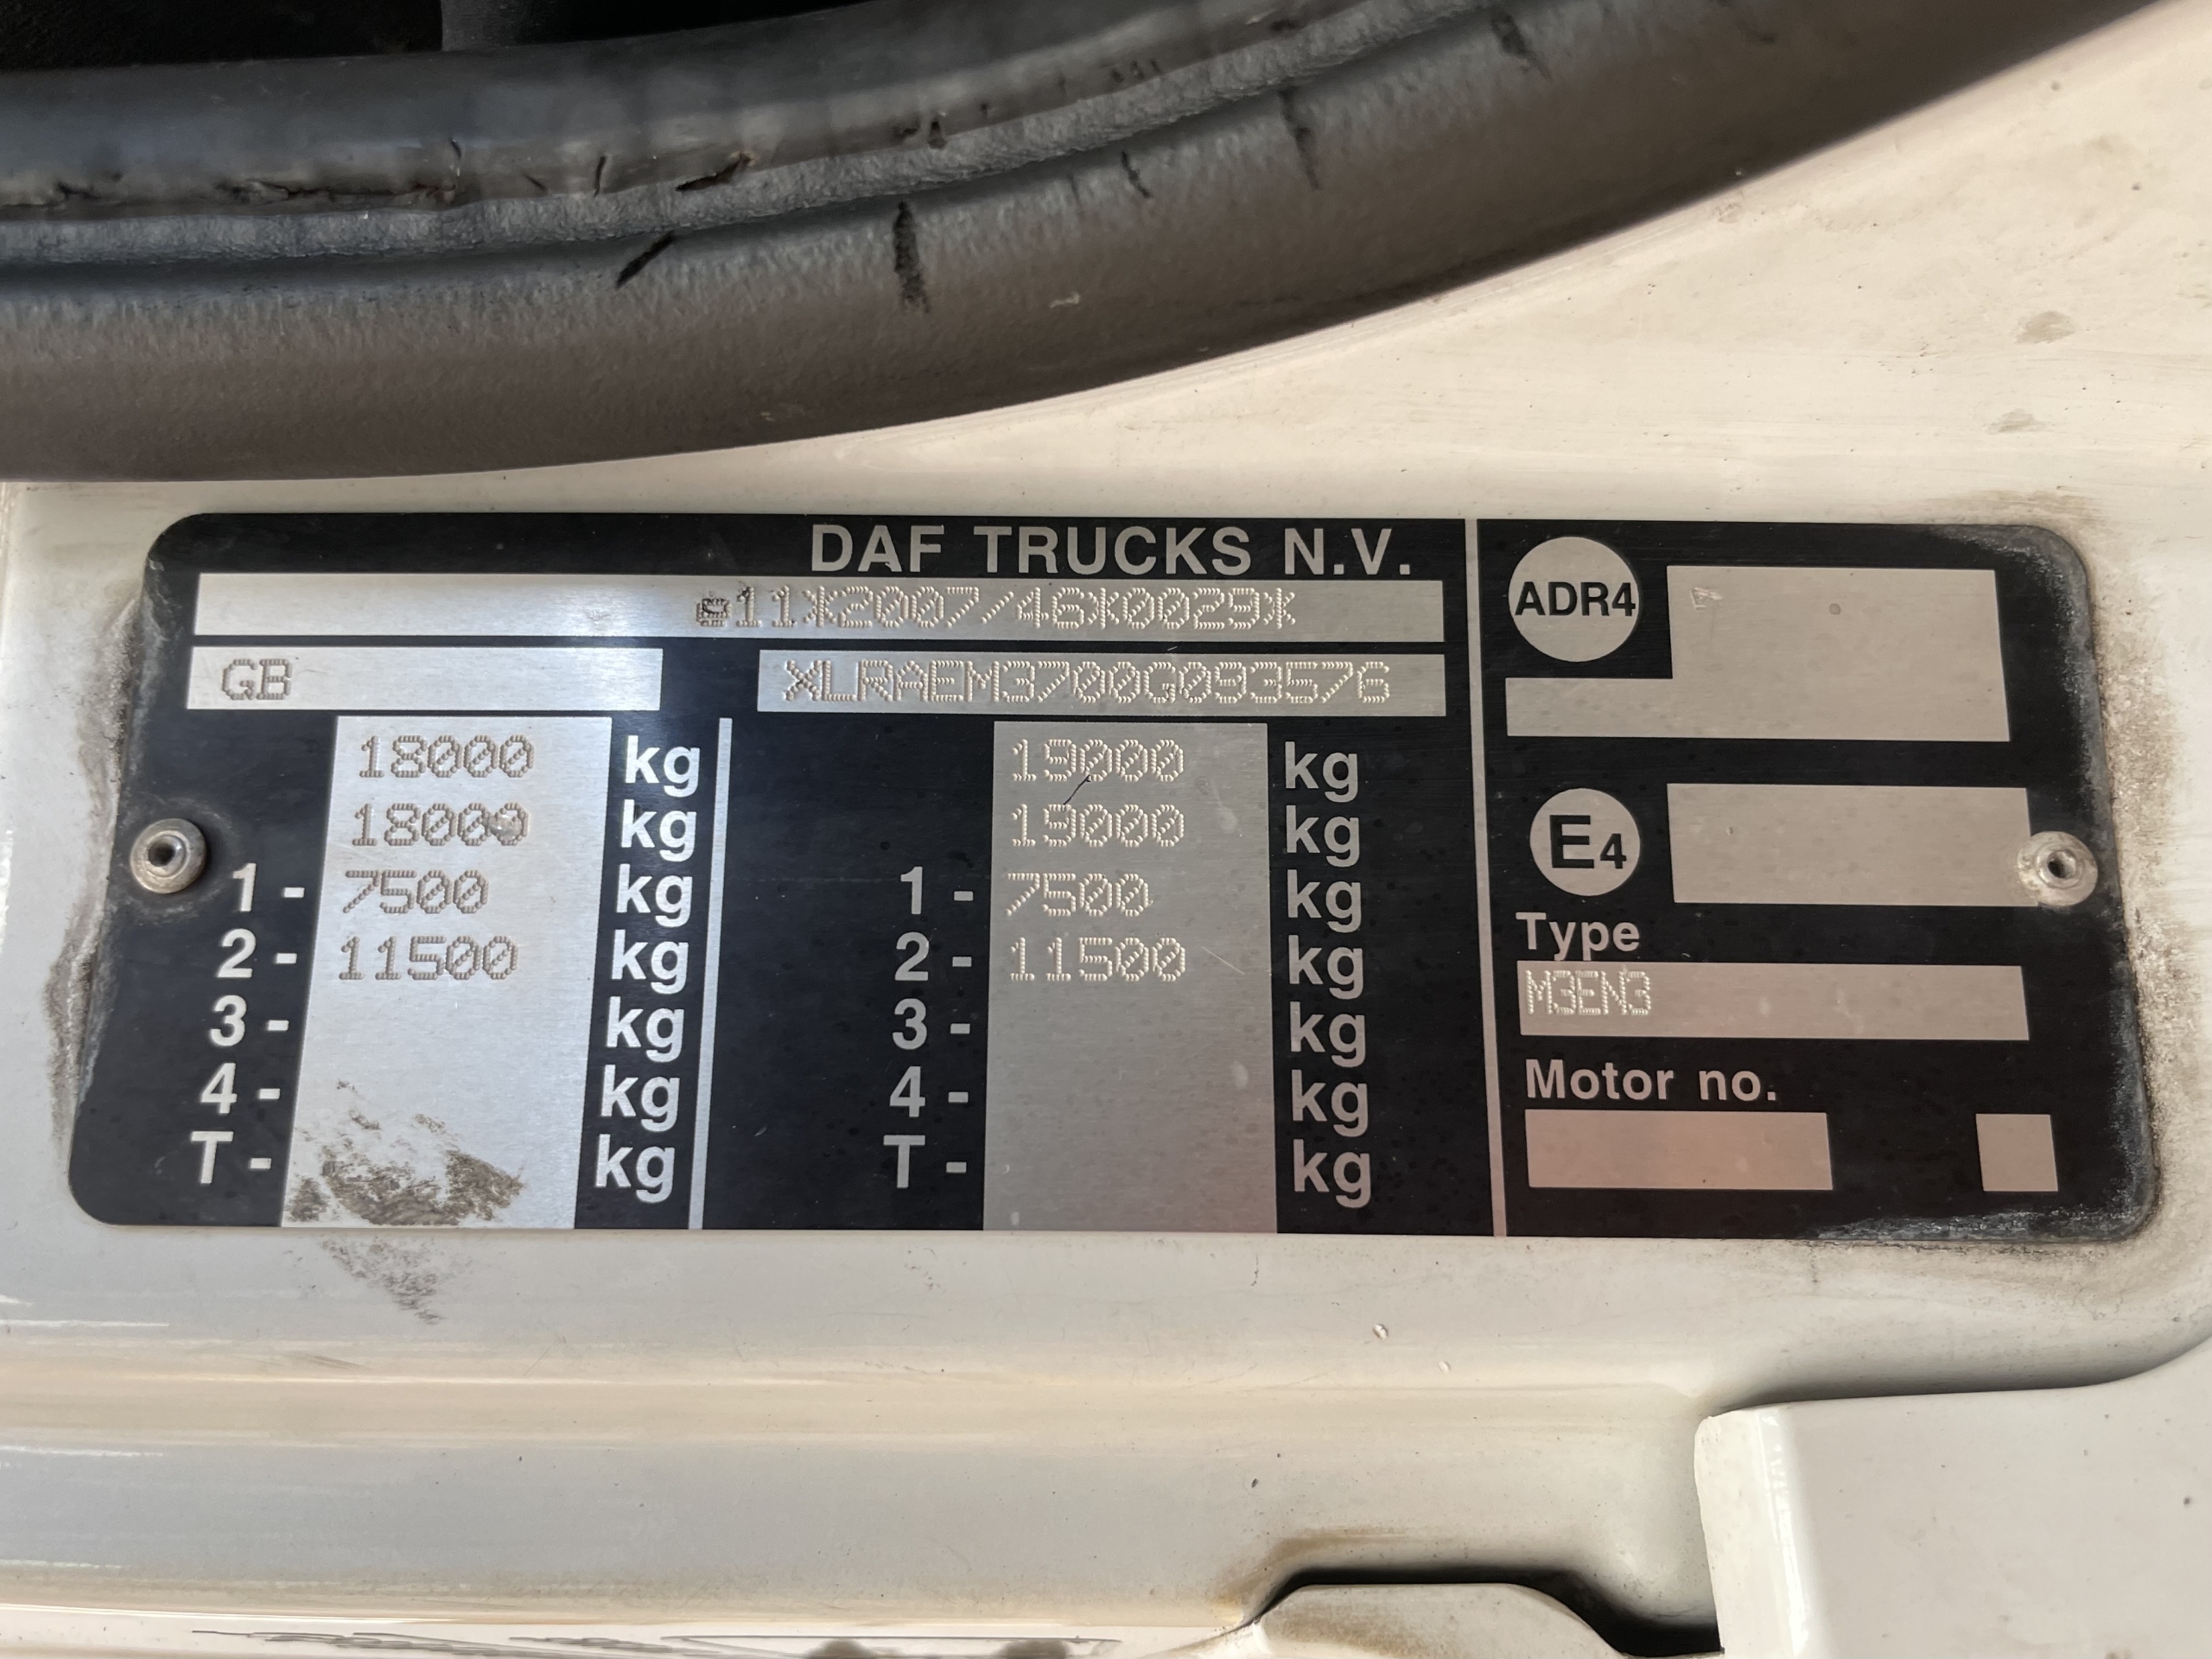 DAF TRUCKS N.V.
e11*2007/46*0029*
GB XLRAEM3700G093576
18000 kg 19000 kg
18000 kg 19000 kg
1 - 7500 kg 1 - 7500 kg
2 - 11500 kg 2 - 11500 kg
3 - kg 3 - kg
4 - kg 4 - kg
T - kg T - kg
ADR4
E4
Type
M3EN3
Motor no.